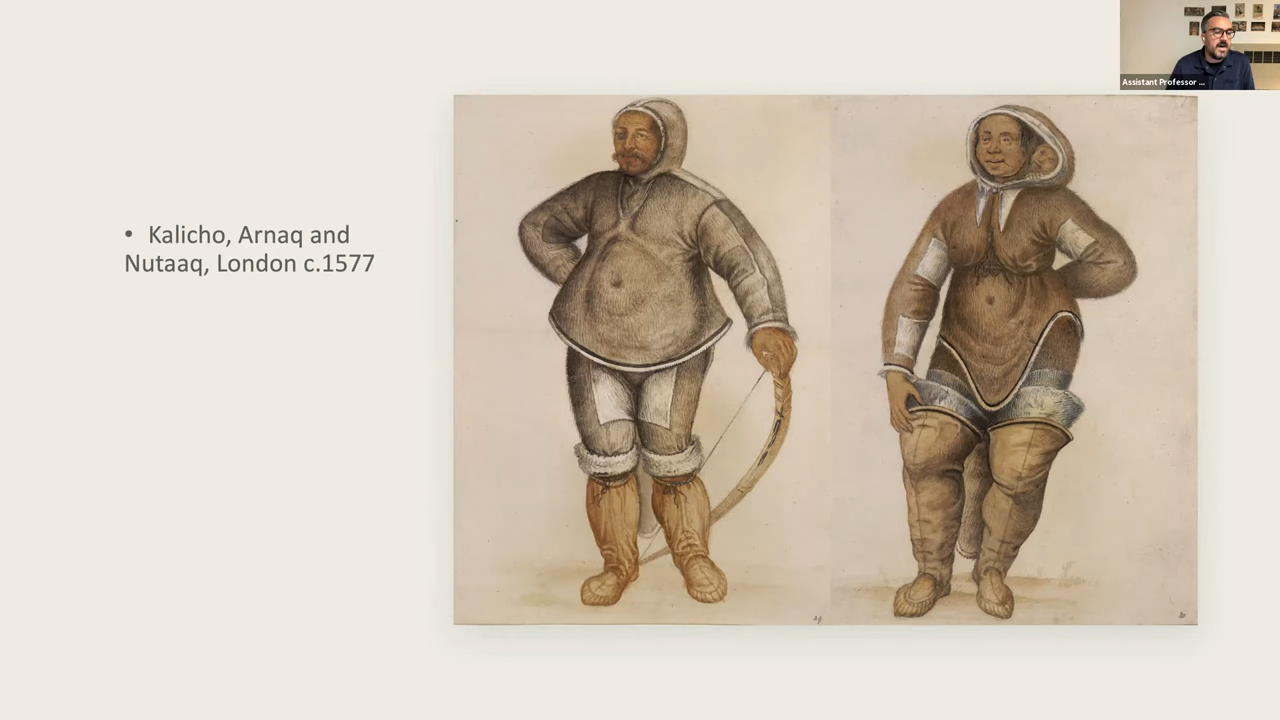 Assistant Professor ...
• Kalicho, Arnaq and
Nutaaq, London c.1577